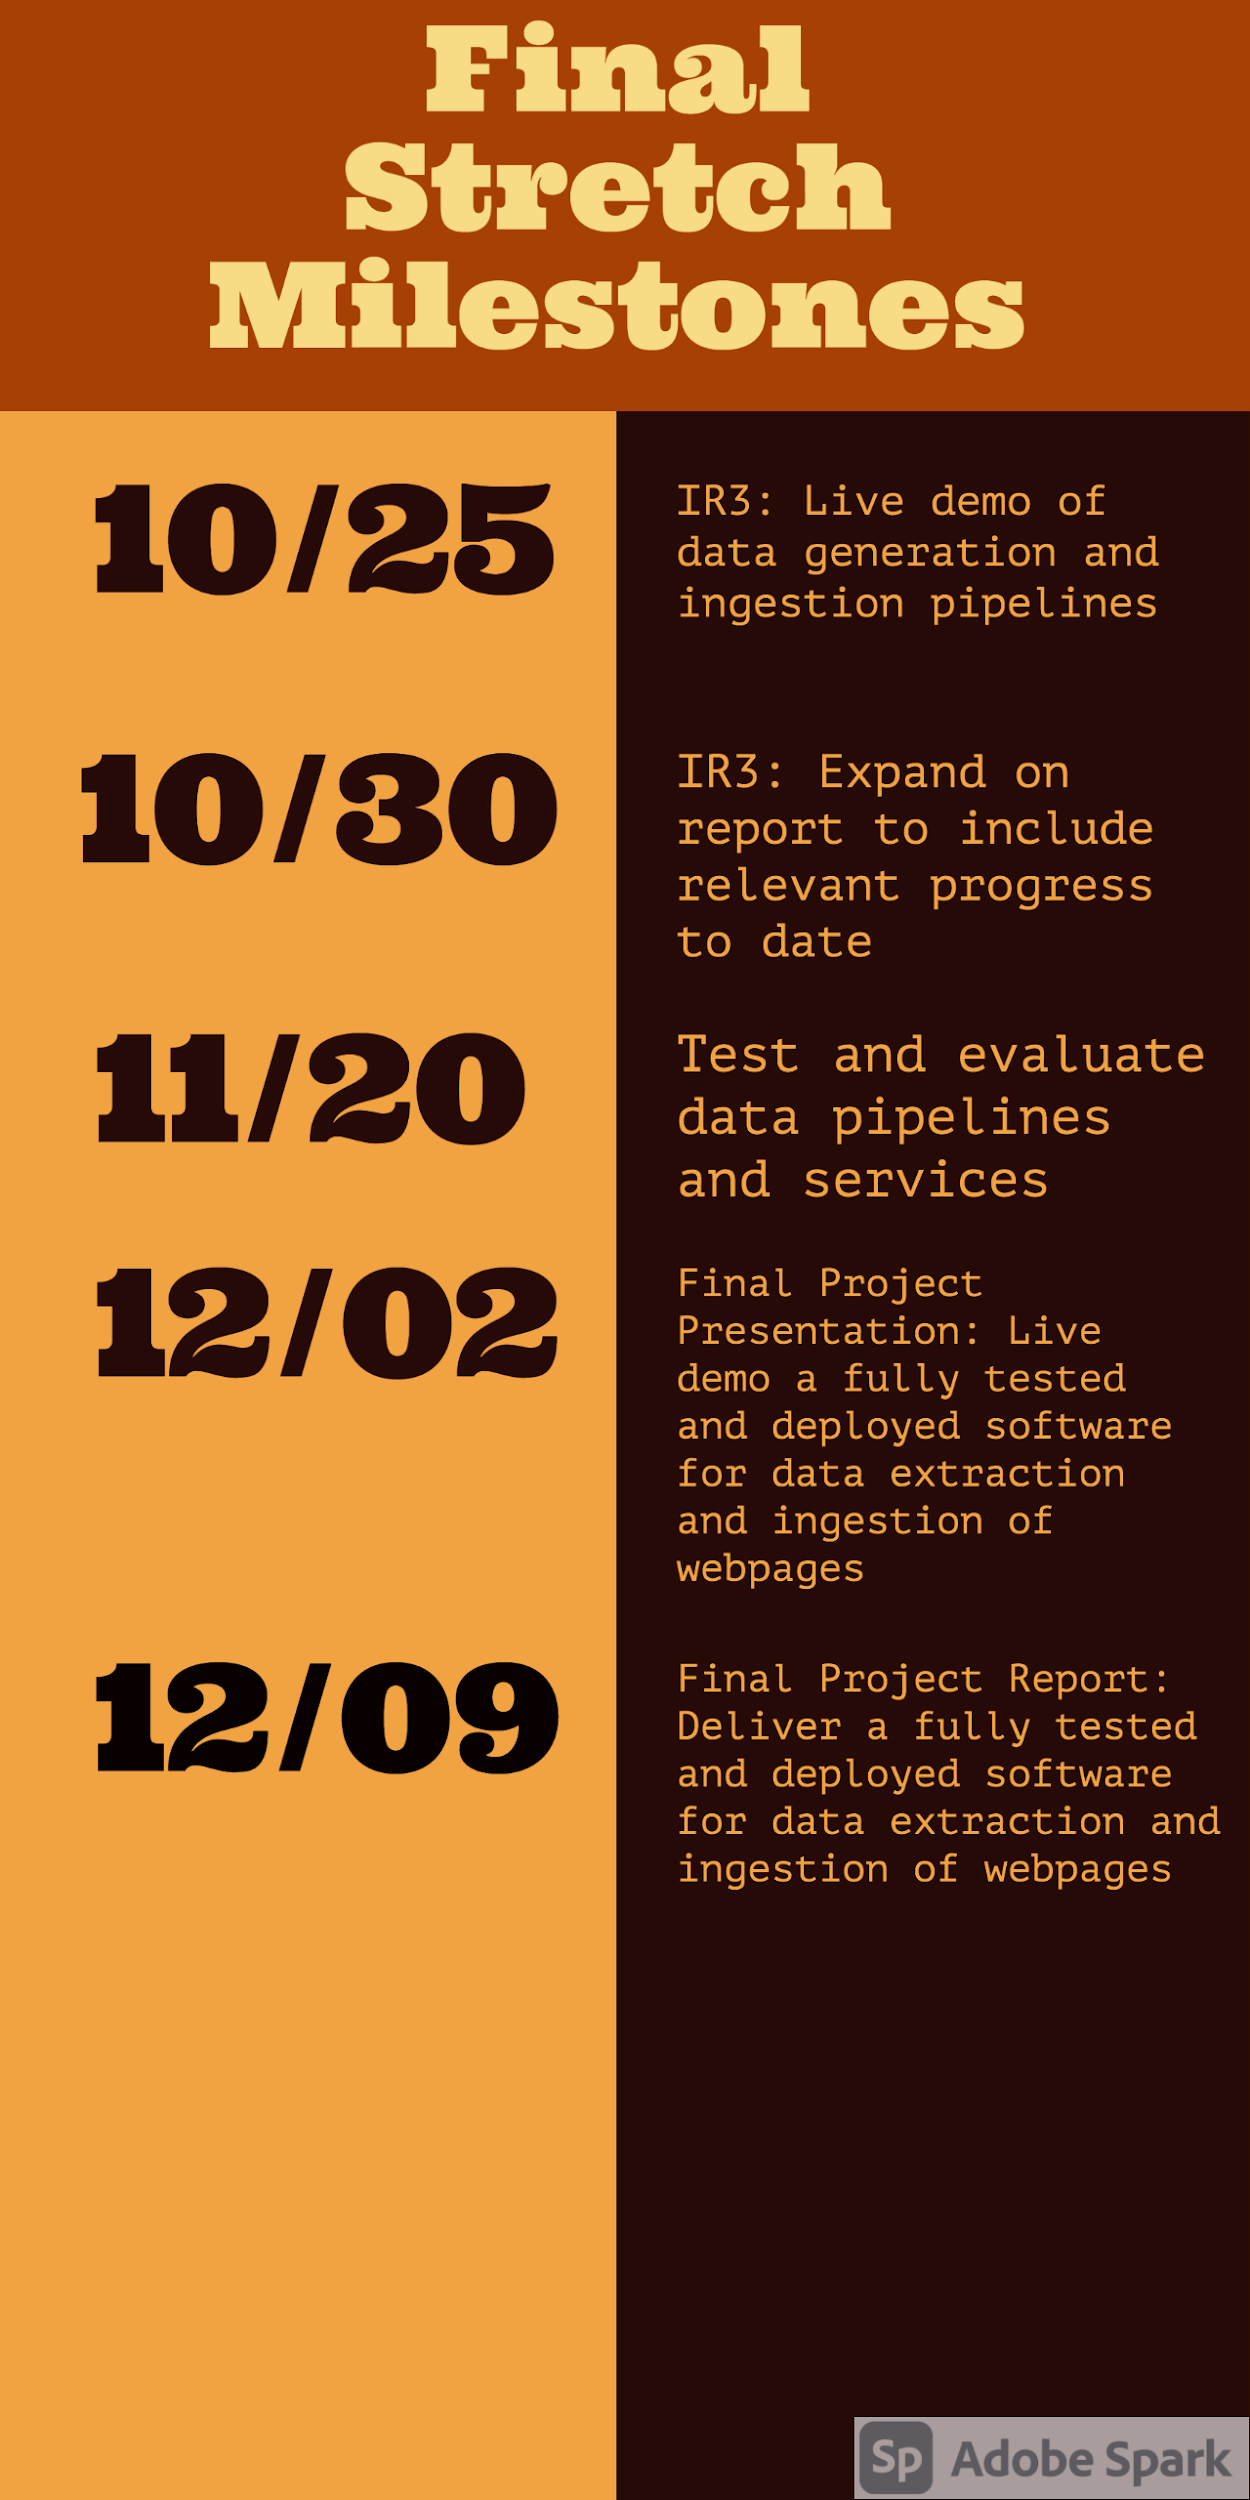 Final
Stretch
Milestones
10/25
IR3: Live demo of
data generation and
ingestion pipelines
10/30
IR3: Expand on
report to include
relevant progress
to date
11/20
Test and evaluate
data pipelines
and services
12/02
Final Project
Presentation: Live
demo a fully tested
and deployed software
for data extraction
and ingestion of
webpages
12/09
Final Project Report:
Deliver a fully tested
and deployed software
for data extraction and
ingestion of webpages
Sp Adobe Spark